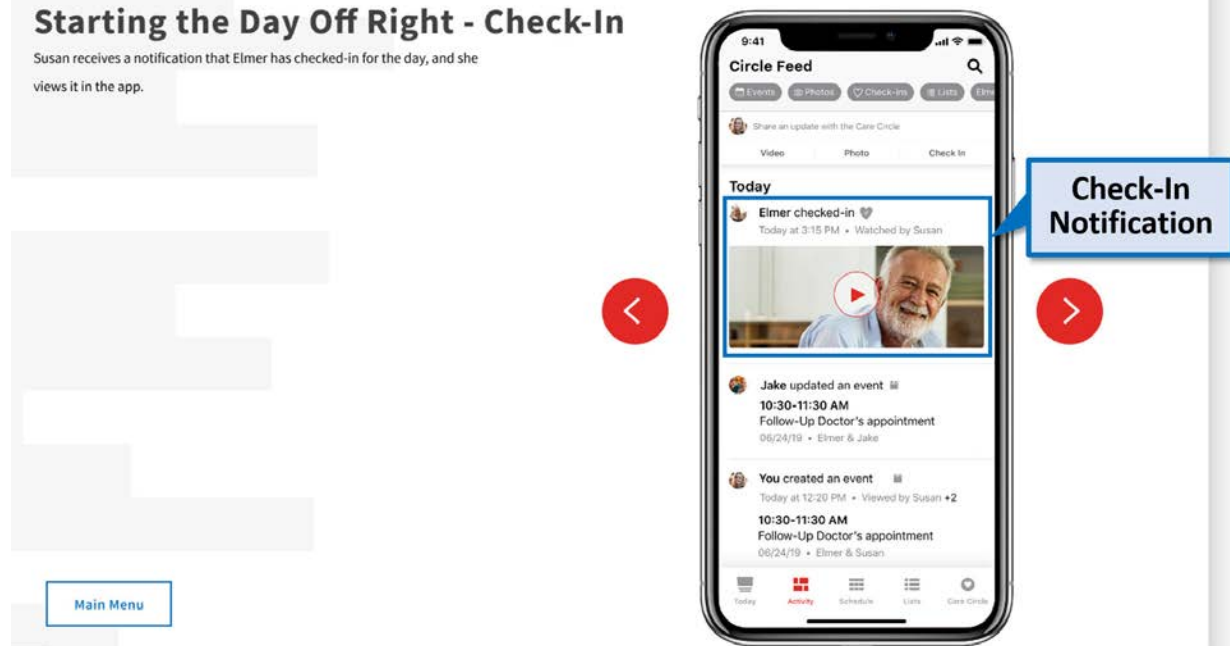 Starting the Day Off Right - Check-In
Susan receives a notification that Elmer has checked-in for the day, and she
views it in the app.
9:41
Circle Feed
Events
Photos
Check-ins
Lists
Elme
Share an update with the Care Circle
Video
Photo
Check In
Today
Elmer checked-in
Today at 3:15 PM • Watched by Susan
Check-In
Notification
Jake updated an event
10:30-11:30 AM
Follow-Up Doctor's appointment
06/24/19 • Elmer & Jake
You created an event
Today at 12:20 PM • Viewed by Susan +2
10:30-11:30 AM
Follow-Up Doctor's appointment
06/24/19 • Elmer & Susan
Today
Activity
Schedule
Lists
Care Circle
Main Menu